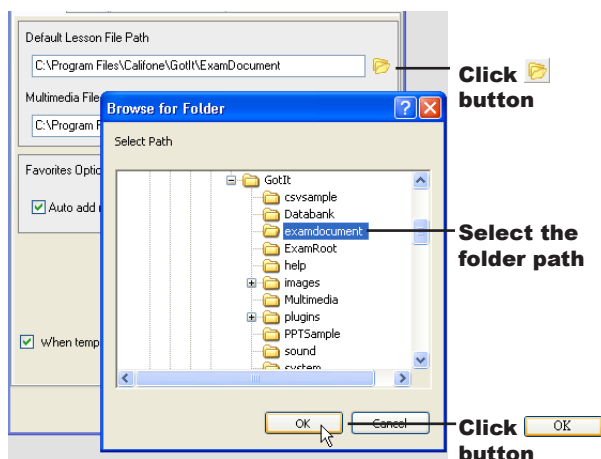 Default Lesson File Path
C:\Program Files\Califone\GotIt\ExamDocument
Click
button
Multimedia File
Browse for Folder
C:\Program F
Select Path
Favorites Optio
Auto add
GotIt
csvsample
Databank
examdocument
ExamRoot
help
images
Multimedia
plugins
PPTSample
sound
system
Select the
folder path
When temp
OK
Cancel
Click OK
button